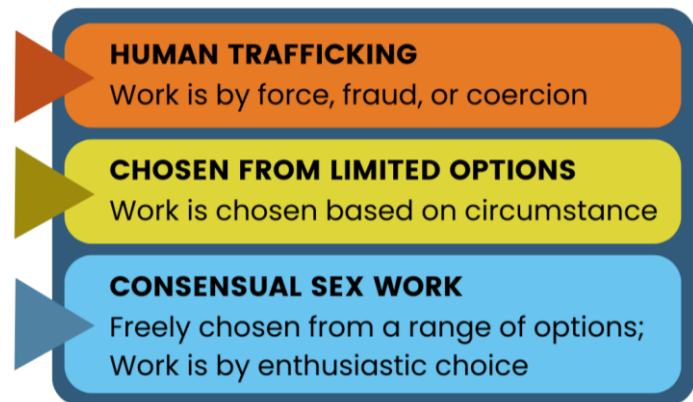 HUMAN TRAFFICKING
Work is by force, fraud, or coercion
CHOSEN FROM LIMITED OPTIONS
Work is chosen based on circumstance
CONSENSUAL SEX WORK
Freely chosen from a range of options;
Work is by enthusiastic choice